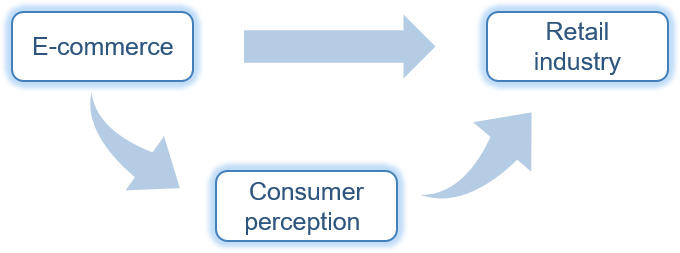 E-commerce
Retail
industry
Consumer
perception